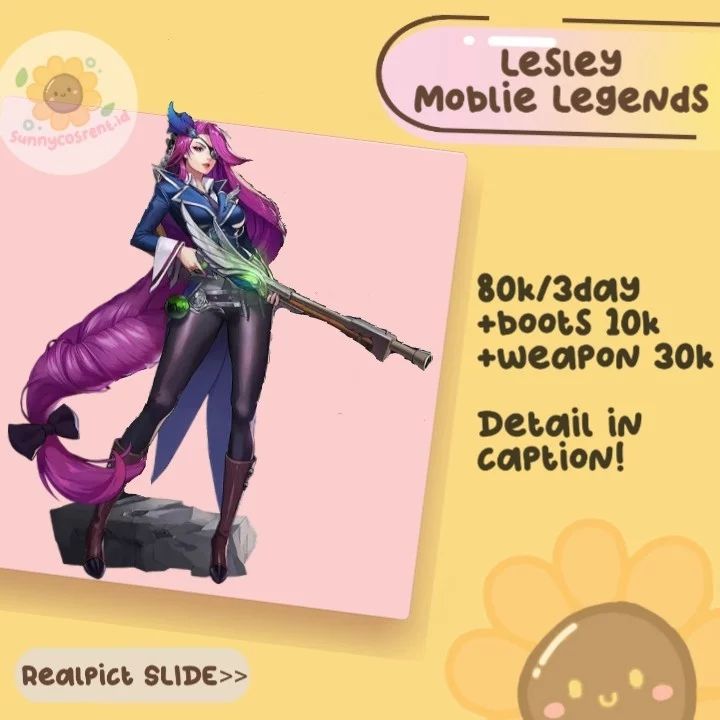 Lesley
Moblie Legends
sunnycosrent.id
80k/3day
+boots 10k
+weapon 30k
Detail in
caption!
RealPict SLIDE>>